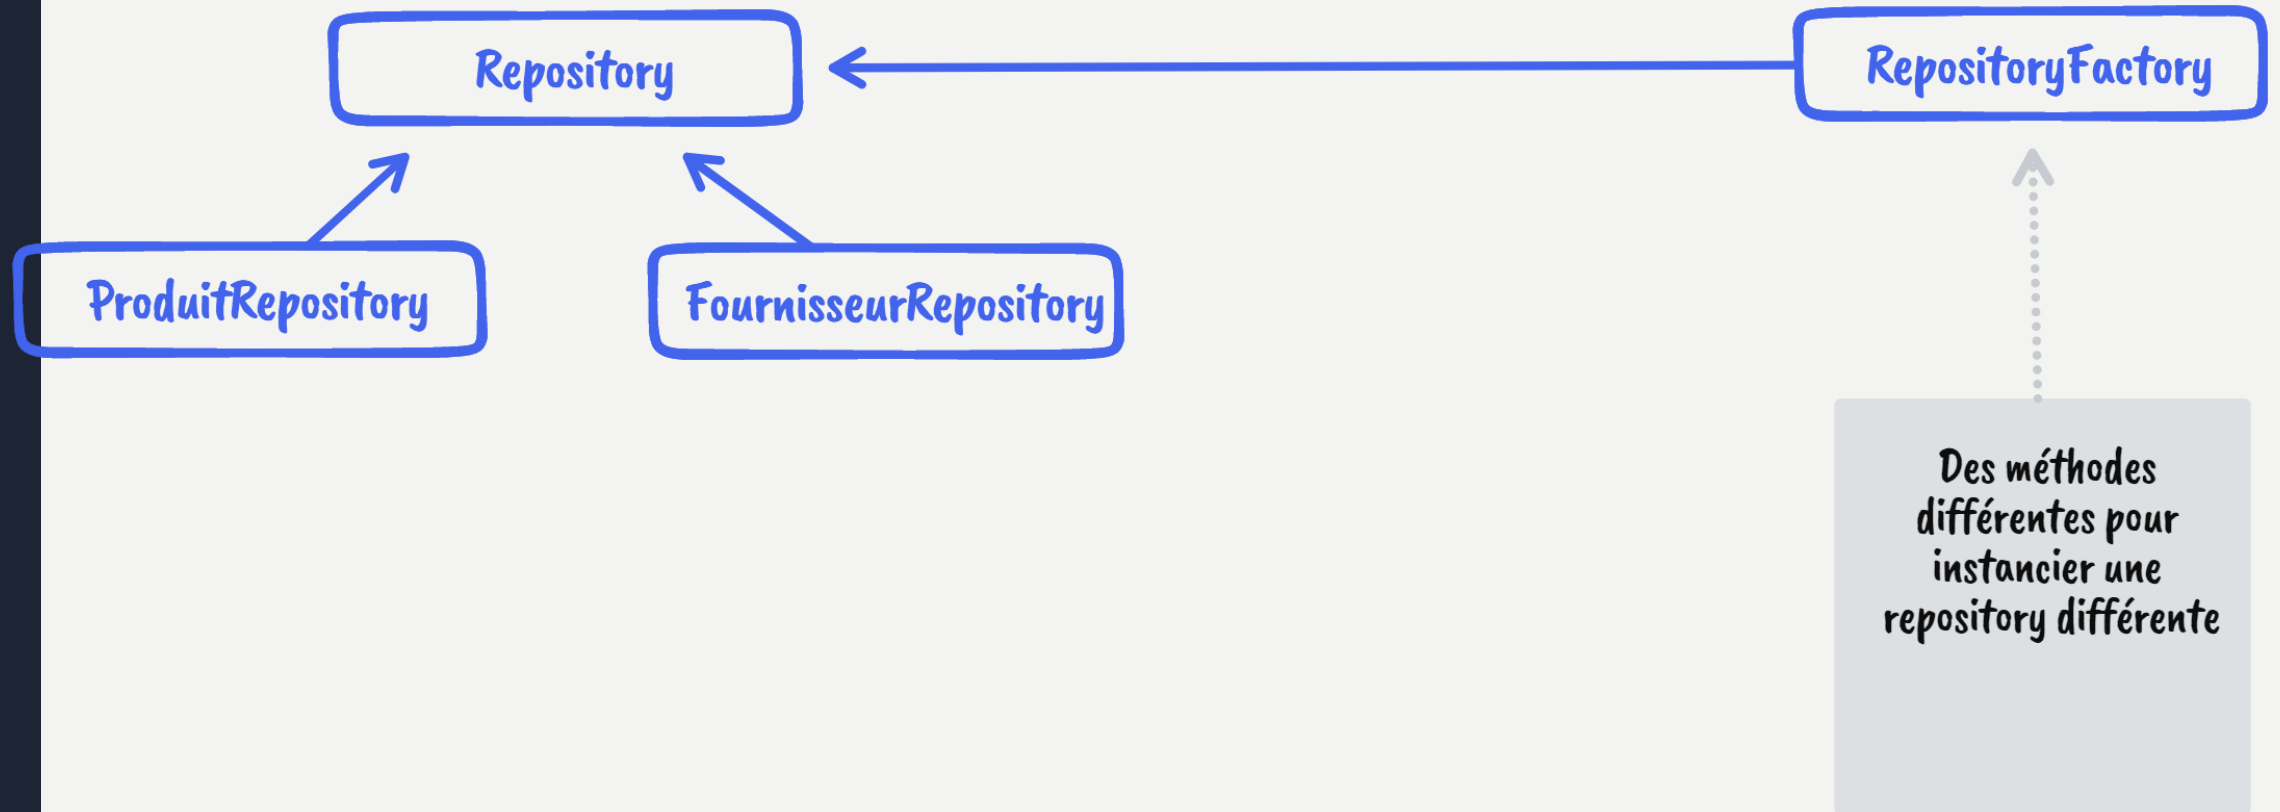 Repository
RepositoryFactory
ProduitRepository
FournisseurRepository
Des méthodes
différentes pour
instancier une
repository différente